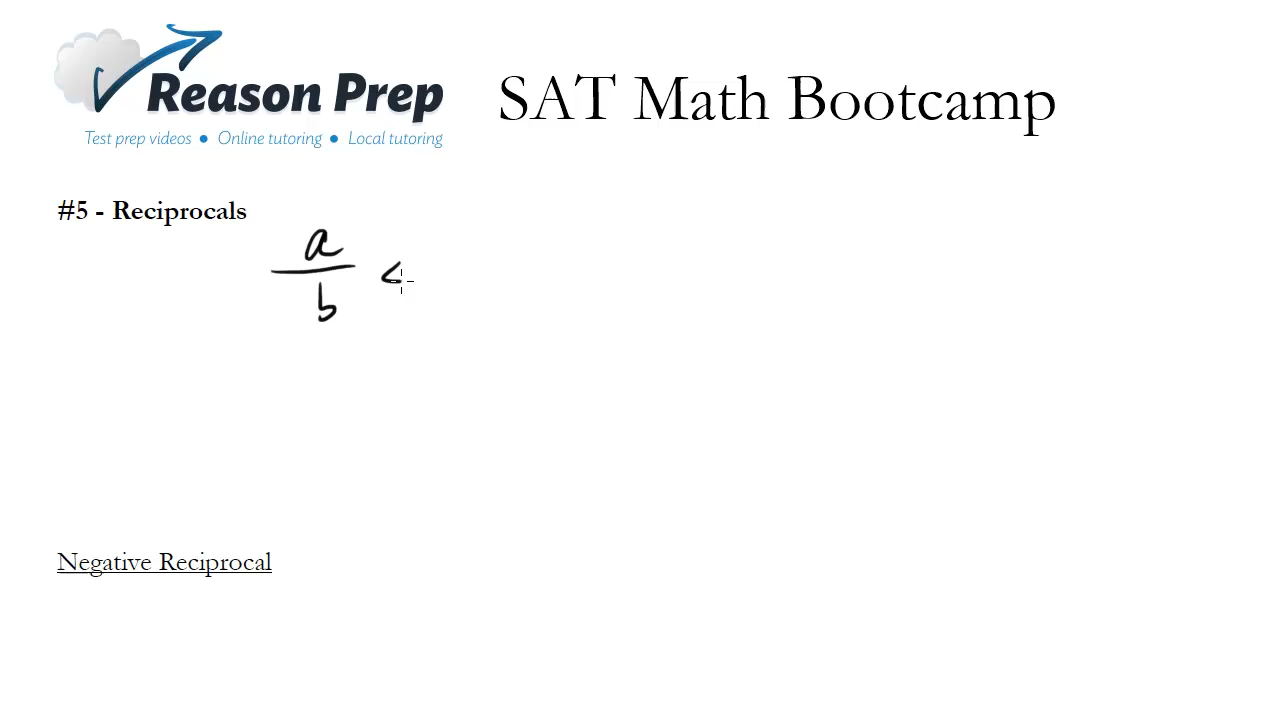 Reason Prep
Test prep videos ● Online tutoring ● Local tutoring
SAT Math Bootcamp
#5 - Reciprocals
a
b
Negative Reciprocal